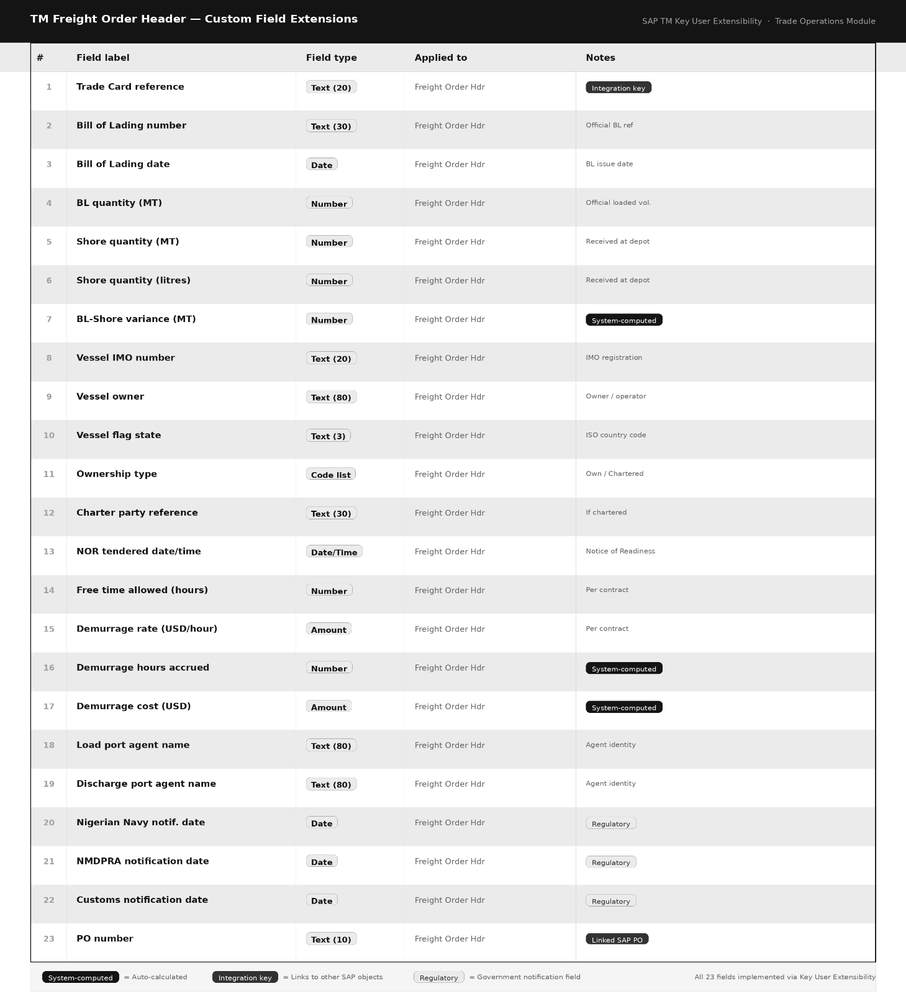 TM Freight Order Header — Custom Field Extensions
SAP TM Key User Extensibility · Trade Operations Module
# Field label Field type Applied to Notes
1 Trade Card reference Text (20) Freight Order Hdr Integration key
2 Bill of Lading number Text (30) Freight Order Hdr Official BL ref
3 Bill of Lading date Date Freight Order Hdr BL issue date
4 BL quantity (MT) Number Freight Order Hdr Official loaded vol.
5 Shore quantity (MT) Number Freight Order Hdr Received at depot
6 Shore quantity (litres) Number Freight Order Hdr Received at depot
7 BL-Shore variance (MT) Number Freight Order Hdr System-computed
8 Vessel IMO number Text (20) Freight Order Hdr IMO registration
9 Vessel owner Text (80) Freight Order Hdr Owner / operator
10 Vessel flag state Text (3) Freight Order Hdr ISO country code
11 Ownership type Code list Freight Order Hdr Own / Chartered
12 Charter party reference Text (30) Freight Order Hdr If chartered
13 NOR tendered date/time Date/Time Freight Order Hdr Notice of Readiness
14 Free time allowed (hours) Number Freight Order Hdr Per contract
15 Demurrage rate (USD/hour) Amount Freight Order Hdr Per contract
16 Demurrage hours accrued Number Freight Order Hdr System-computed
17 Demurrage cost (USD) Amount Freight Order Hdr System-computed
18 Load port agent name Text (80) Freight Order Hdr Agent identity
19 Discharge port agent name Text (80) Freight Order Hdr Agent identity
20 Nigerian Navy notif. date Date Freight Order Hdr Regulatory
21 NMDPRA notification date Date Freight Order Hdr Regulatory
22 Customs notification date Date Freight Order Hdr Regulatory
23 PO number Text (10) Freight Order Hdr Linked SAP PO
System-computed = Auto-calculated Integration key = Links to other SAP objects Regulatory = Government notification field All 23 fields implemented via Key User Extensibility